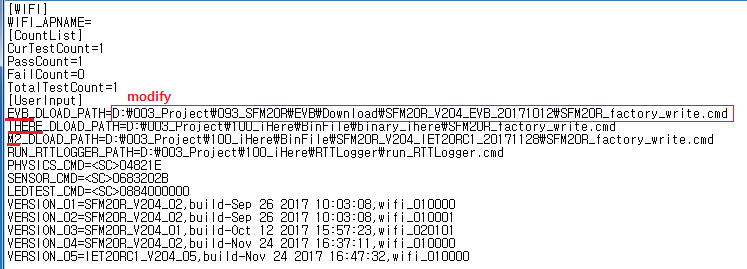 [WIFI]
WIFI_APNAME=
[CountList]
CurTestCount=1
PassCount=1
FailCount=0
TotalTestCount=1
modify
[UserInput]
EVB_DLOAD_PATH=D:₩003_Project₩093_SFM20R₩EVB₩Download₩SFM20R_V204_EVB_20171012₩SFM20R_factory_write.cmd
IHERE_DLOAD_PATH=D:₩003_Project₩100_iHere₩BinFile₩binary_ihere₩SFM20R_factory_write.cmd
M2_DLOAD_PATH=D:₩003_Project₩100_iHere₩BinFile₩SFM20R_V204_IET20RC1_20171128₩SFM20R_factory_write.cmd
RUN_RTTLOGGER_PATH=D:₩003_Project₩100_iHere₩RTTLogger₩run_RTTLogger.cmd
PHYSICS_CMD=<SC>04821E
SENSOR_CMD=<SC>0683202B
LEDTEST_CMD=<SC>0884000000
VERSION_01=SFM20R_V204_02,build-Sep 26 2017 10:03:08,wifi_010000
VERSION_02=SFM20R_V204_02,build-Sep 26 2017 10:03:08,wifi_010001
VERSION_03=SFM20R_V204_01,build-Oct 12 2017 15:57:23,wifi_020101
VERSION_04=SFM20R_V204_02,build-Nov 24 2017 16:37:11,wifi_010000
VERSION_05=IET20RC1_V204_05,build-Nov 24 2017 16:47:32,wifi_010000